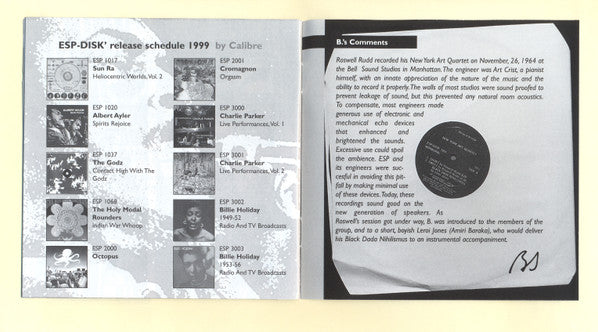 ESP-DISK' release schedule 1999 by Calibre
ESP 1017
Sun Ra
Heliocentric Worlds, Vol. 2
ESP 1020
Albert Ayler
Spirits Rejoice
ESP 1037
The Godz
Contact High With The
Godz
ESP 1068
The Holy Modal
Rounders
Indian War Whoop
ESP 2000
Octopus
ESP 2001
Cromagnon
Orgasm
ESP 3000
Charlie Parker
Live Performances, Vol. 1
ESP 3001
Charlie Parker
Live Performances, Vol. 2
ESP 3002
Billie Holiday
1949-52
Radio And TV Broadcasts
ESP 3003
Billie Holiday
1953-56
Radio And TV Broadcasts
B.'s Comments
Roswell Rudd recorded his New York Art Quartet on November, 26, 1964 at
the Bell Sound Studios in Manhattan. The engineer was Art Crist, a pianist
himself, with an innate appreciation of the nature of the music and the
ability to record it properly. The walls of most studios were sound proofed to
prevent leakage of sound, but this prevented any natural room acoustics.
To compensate, most engineers made
generous use of electronic and
mechanical echo devices
that enhanced and
brightened the sounds.
Excessive use could spoil
the ambience. ESP and
its engineers were suc-
cesful in avoiding this pit-
fall by making minimal use
of these devices. Today, these
recordings sound good on the
new generation of speakers. As
Roswell's session got under way, B. was introduced to the members of the
group, and to a short, boyish Leroi Jones (Amiri Baraka), who would deliver
his Black Dada Nihilismus to an instrumental accompaniment.
BS